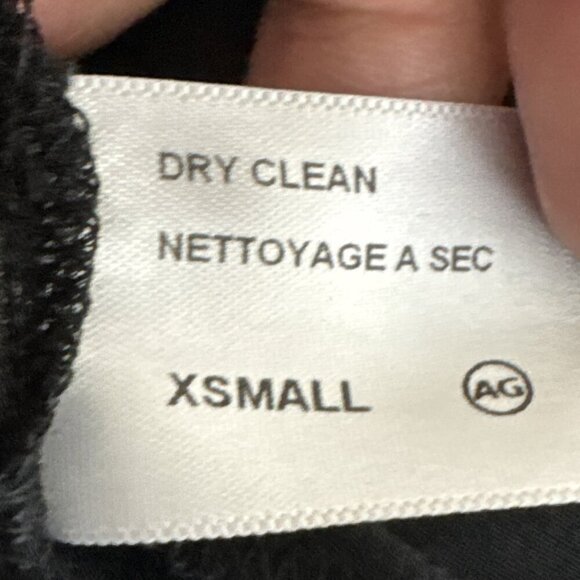 DRY CLEAN
NETTOYAGE A SEC
XSMALL AG